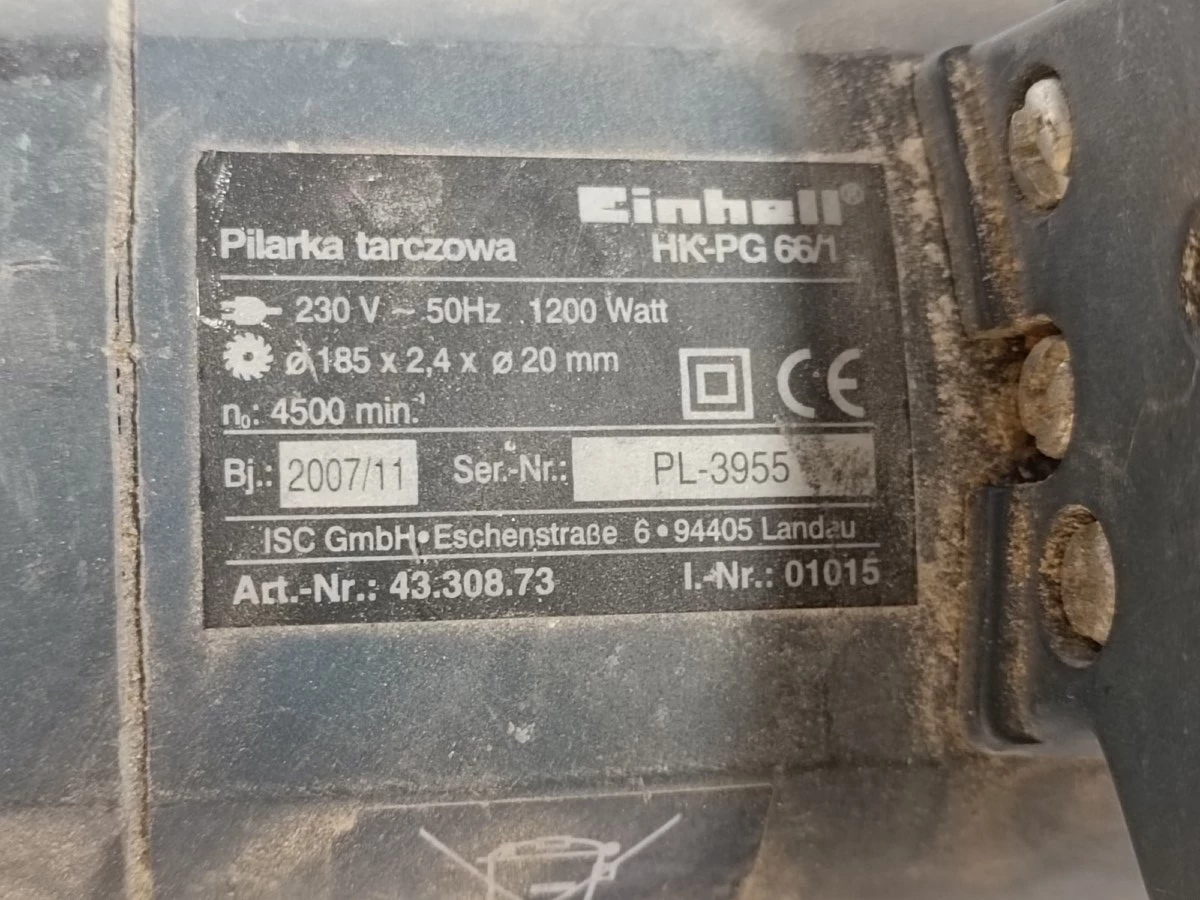 Einhell®
Pilarka tarczowa HK-PG 66/1
230 V ~ 50Hz 1200 Watt
ø 185 x 2,4 x ø 20 mm
CE
n₀: 4500 min.⁻¹
Bj.: 2007/11 Ser.-Nr.: PL-3955
ISC GmbH•Eschenstraße 6•94405 Landau
Art.-Nr.: 43.308.73 I.-Nr.: 01015